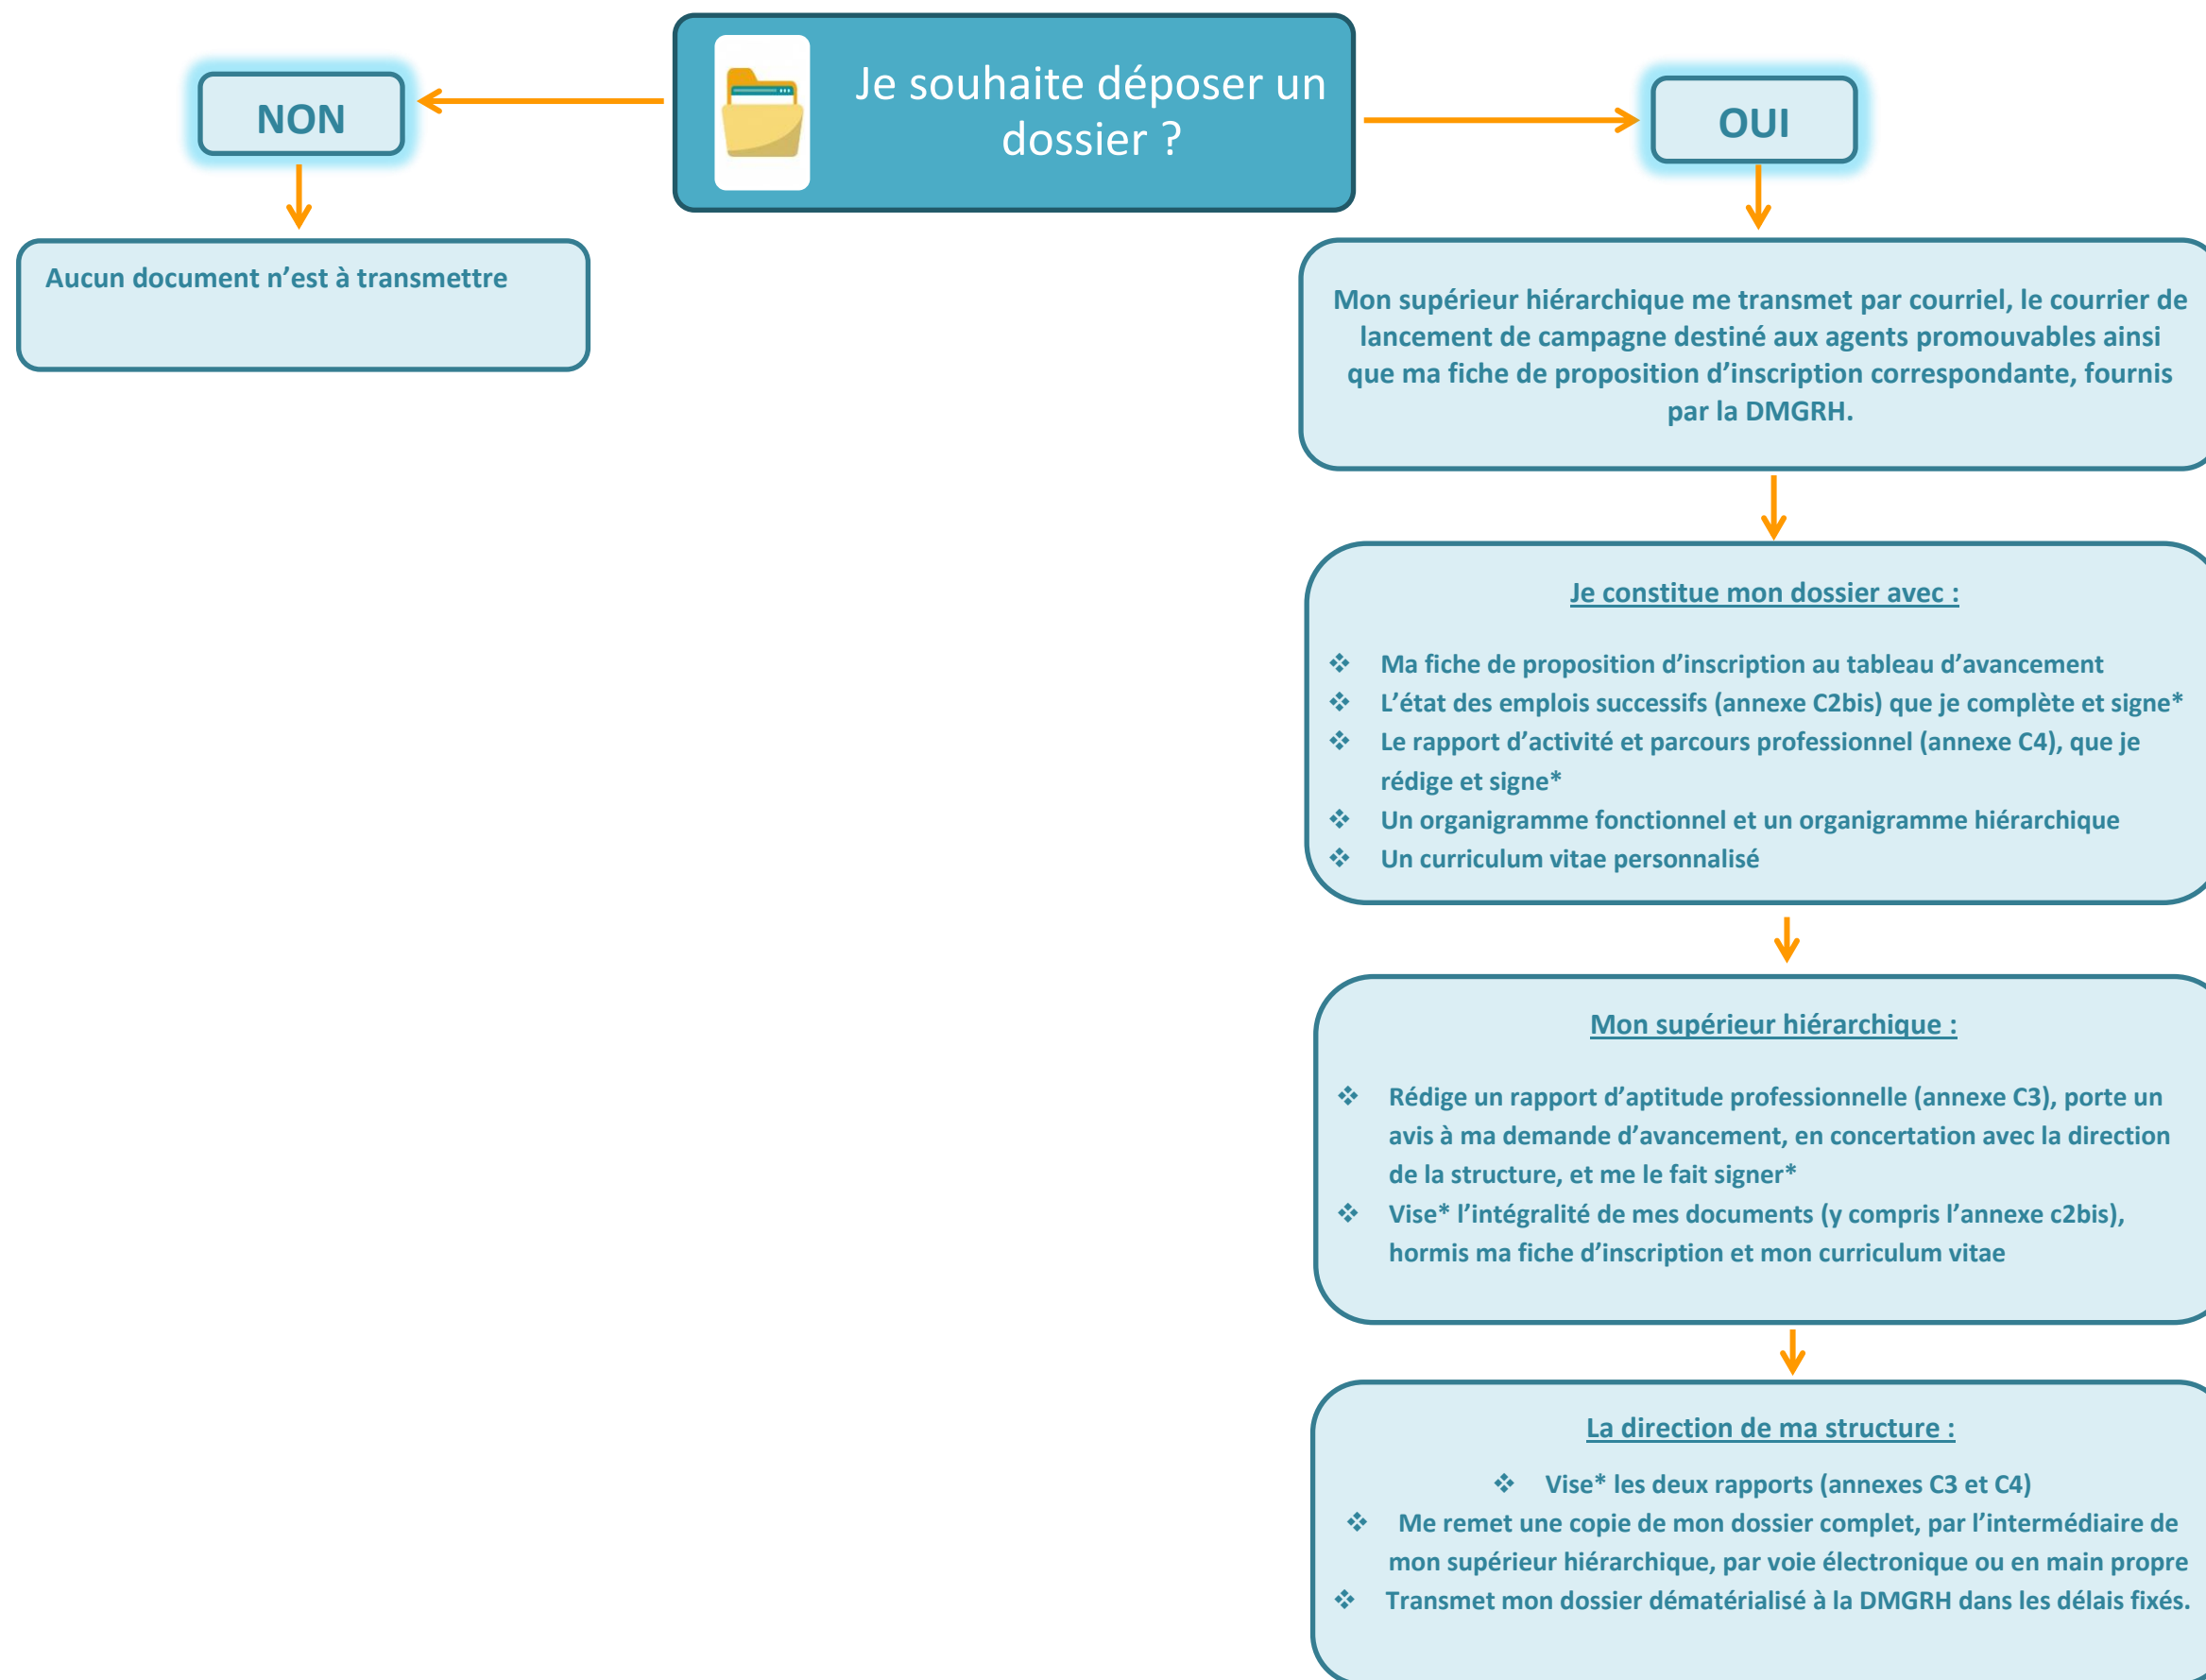 Je souhaite déposer un
dossier ?
NON
OUI
Aucun document n’est à transmettre
Mon supérieur hiérarchique me transmet par courriel, le courrier de
lancement de campagne destiné aux agents promouvables ainsi
que ma fiche de proposition d’inscription correspondante, fournis
par la DMGRH.
Je constitue mon dossier avec :
❖ Ma fiche de proposition d’inscription au tableau d’avancement
❖ L’état des emplois successifs (annexe C2bis) que je complète et signe*
❖ Le rapport d’activité et parcours professionnel (annexe C4), que je
rédige et signe*
❖ Un organigramme fonctionnel et un organigramme hiérarchique
❖ Un curriculum vitae personnalisé
Mon supérieur hiérarchique :
❖ Rédige un rapport d’aptitude professionnelle (annexe C3), porte un
avis à ma demande d’avancement, en concertation avec la direction
de la structure, et me le fait signer*
❖ Vise* l’intégralité de mes documents (y compris l’annexe c2bis),
hormis ma fiche d’inscription et mon curriculum vitae
La direction de ma structure :
❖ Vise* les deux rapports (annexes C3 et C4)
❖ Me remet une copie de mon dossier complet, par l’intermédiaire de
mon supérieur hiérarchique, par voie électronique ou en main propre
❖ Transmet mon dossier dématérialisé à la DMGRH dans les délais fixés.